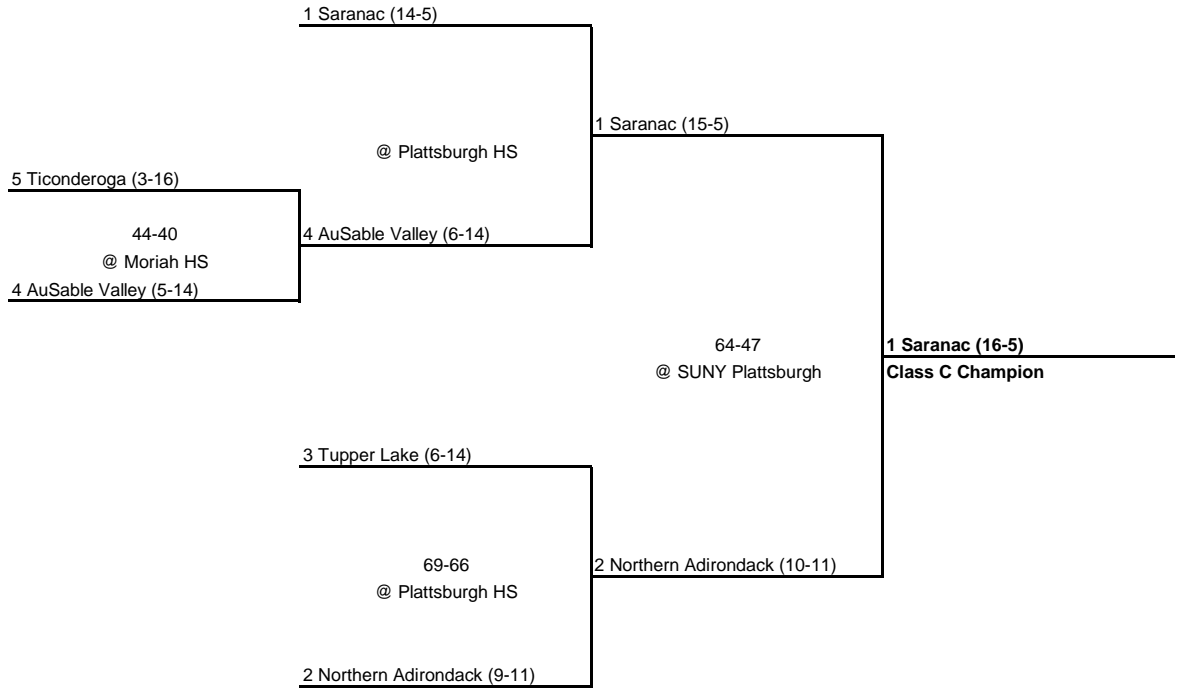 1 Saranac (14-5)
1 Saranac (15-5)
@ Plattsburgh HS
5 Ticonderoga (3-16)
44-40
4 AuSable Valley (6-14)
@ Moriah HS
4 AuSable Valley (5-14)
64-47
1 Saranac (16-5)
@ SUNY Plattsburgh
Class C Champion
3 Tupper Lake (6-14)
69-66
2 Northern Adirondack (10-11)
@ Plattsburgh HS
2 Northern Adirondack (9-11)